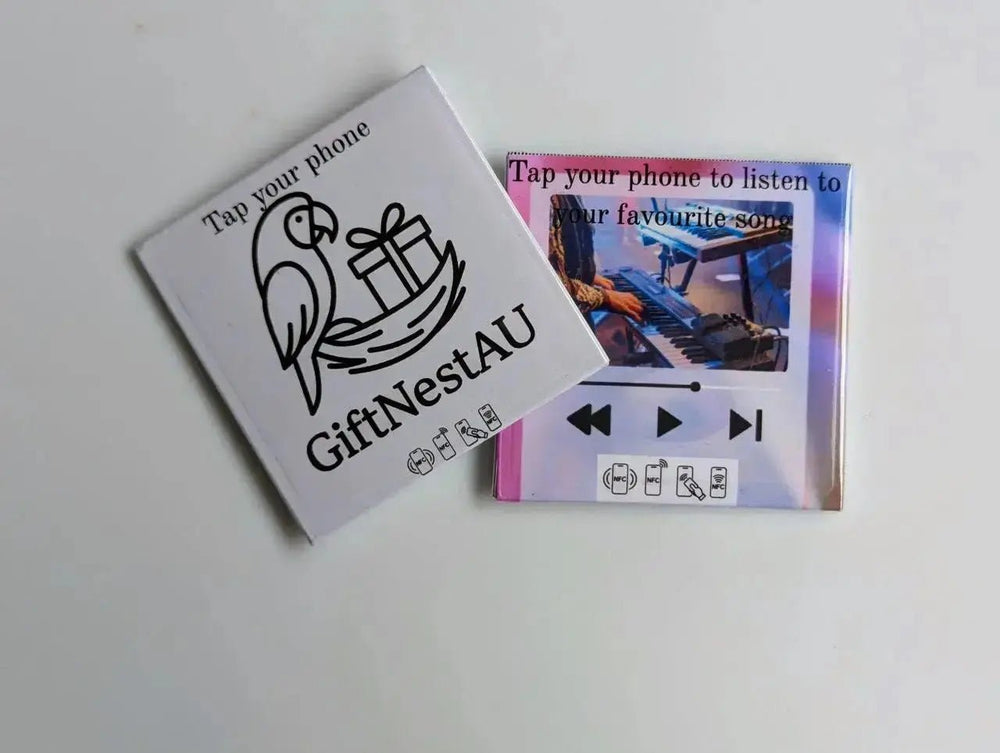 Tap your phone
GiftNestAU
NFC NFC NFC
Tap your phone to listen to
your favourite song
NFC NFC NFC